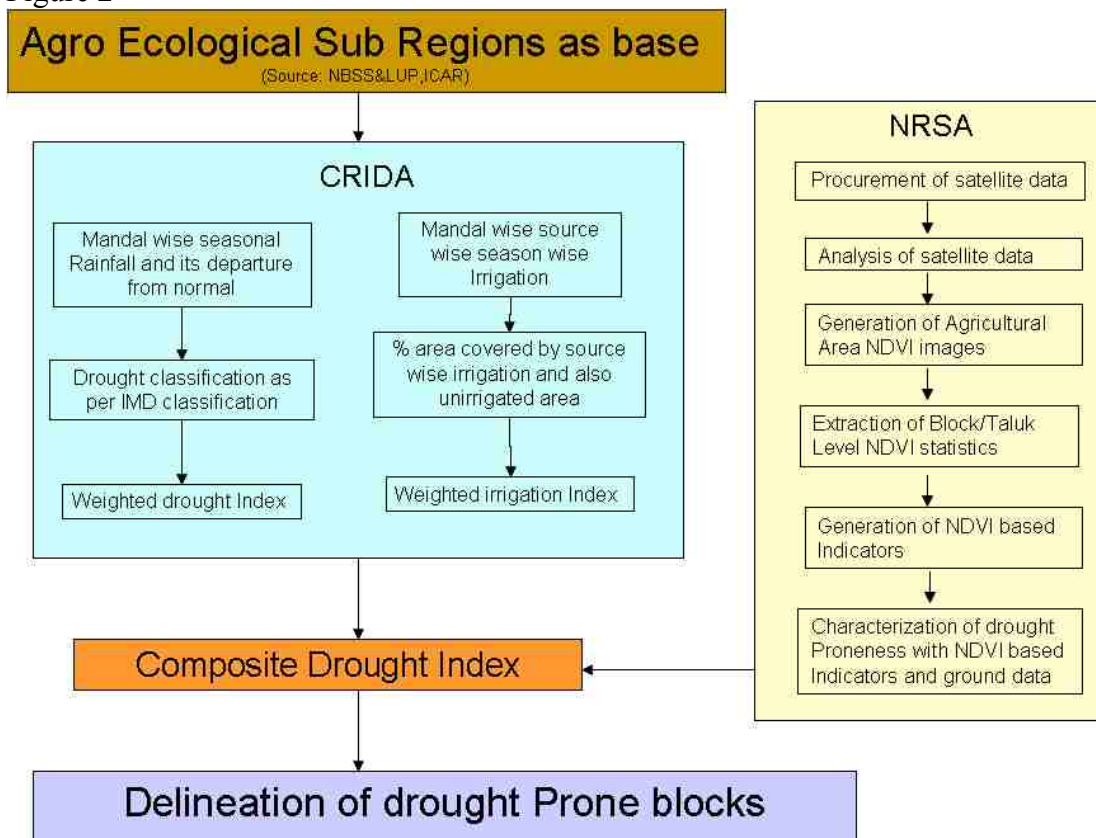 Figure 2
Agro Ecological Sub Regions as base
(Source: NBSS&LUP,ICAR)
CRIDA
Mandal wise seasonal
Rainfall and its departure
from normal
Drought classification as
per IMD classification
Weighted drought Index
Mandal wise source
wise season wise
Irrigation
% area covered by source
wise irrigation and also
unirrigated area
Weighted irrigation Index
NRSA
Procurement of satellite data
Analysis of satellite data
Generation of Agricultural
Area NDVI images
Extraction of Block/Taluk
Level NDVI statistics
Generation of NDVI based
Indicators
Characterization of drought
Proneness with NDVI based
Indicators and ground data
Composite Drought Index
Delineation of drought Prone blocks